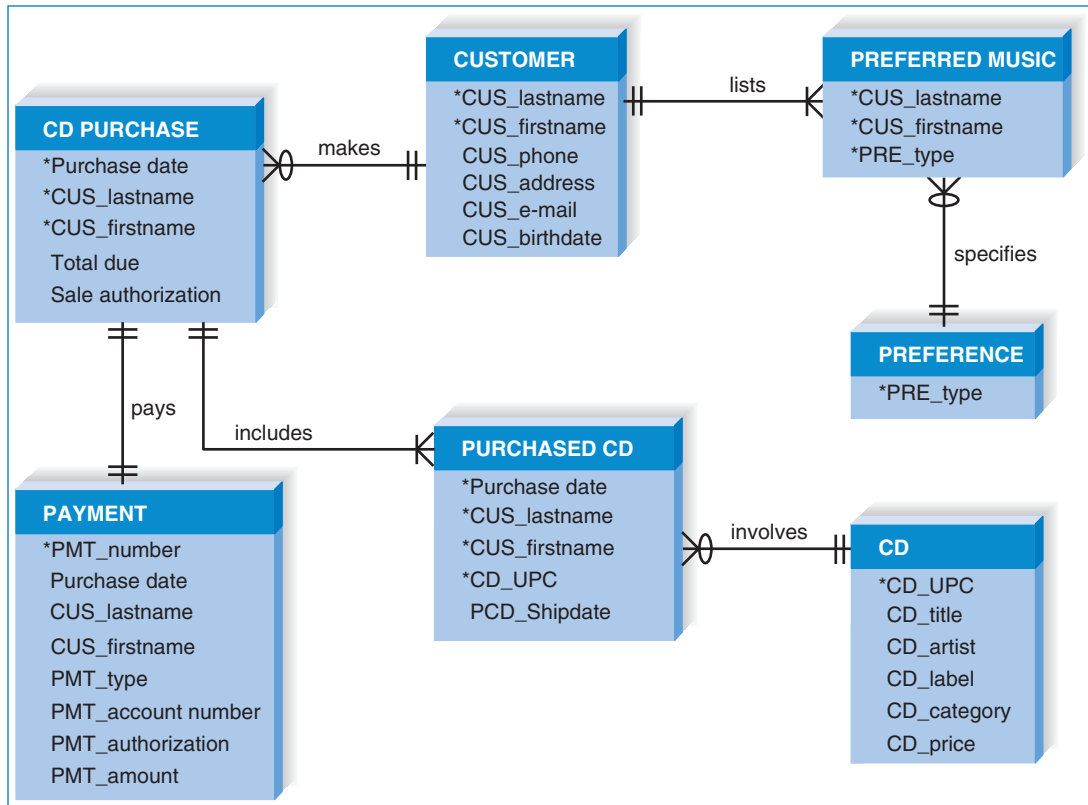 CD PURCHASE
*Purchase date
*CUS_lastname
*CUS_firstname
Total due
Sale authorization
makes
CUSTOMER
*CUS_lastname
*CUS_firstname
CUS_phone
CUS_address
CUS_e-mail
CUS_birthdate
lists
PREFERRED MUSIC
*CUS_lastname
*CUS_firstname
*PRE_type
specifies
PREFERENCE
*PRE_type
pays
includes
PAYMENT
*PMT_number
Purchase date
CUS_lastname
CUS_firstname
PMT_type
PMT_account number
PMT_authorization
PMT_amount
PURCHASED CD
*Purchase date
*CUS_lastname
*CUS_firstname
*CD_UPC
PCD_Shipdate
involves
CD
*CD_UPC
CD_title
CD_artist
CD_label
CD_category
CD_price